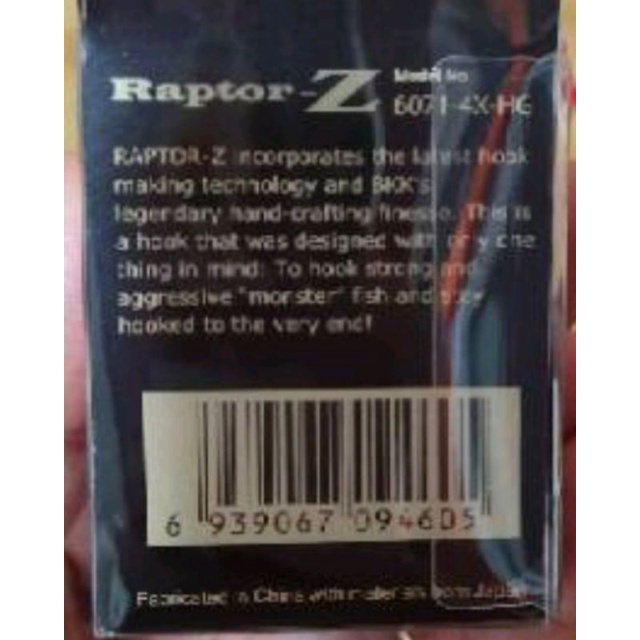 Raptor-Z
Model No
6071-4X-HG
RAPTOR-Z incorporates the latest hook
making technology and BKK's
legendary hand-crafting finesse. This is
a hook that was designed with only one
thing in mind: To hook strong and
aggressive "monster" fish and stay
hooked to the very end!
6 939067 094605
Fabricated in China with materials from Japan